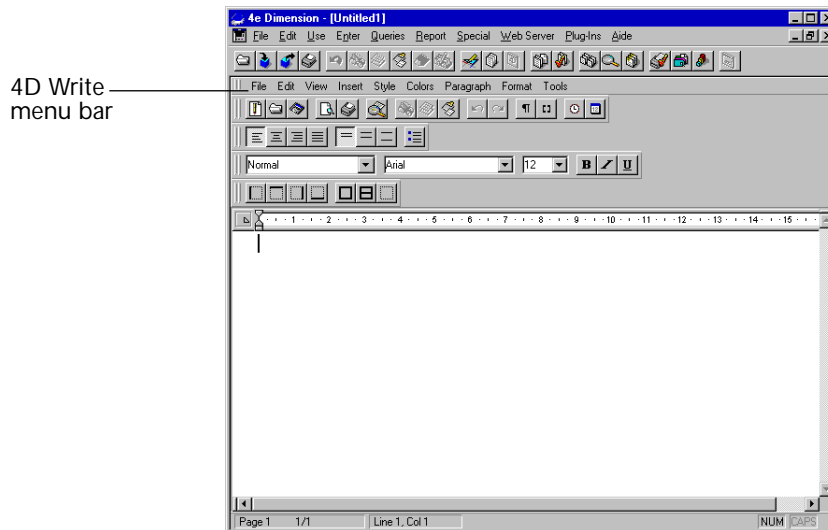 4e Dimension - [Untitled1]
File Edit Use Enter Queries Report Special Web Server Plug-Ins Aide
4D Write
menu bar
File Edit View Insert Style Colors Paragraph Format Tools
Normal Arial 12 B I U
1 2 3 4 5 6 7 8 9 10 11 12 13 14 15
Page 1 1/1 Line 1, Col 1 NUM CAPS